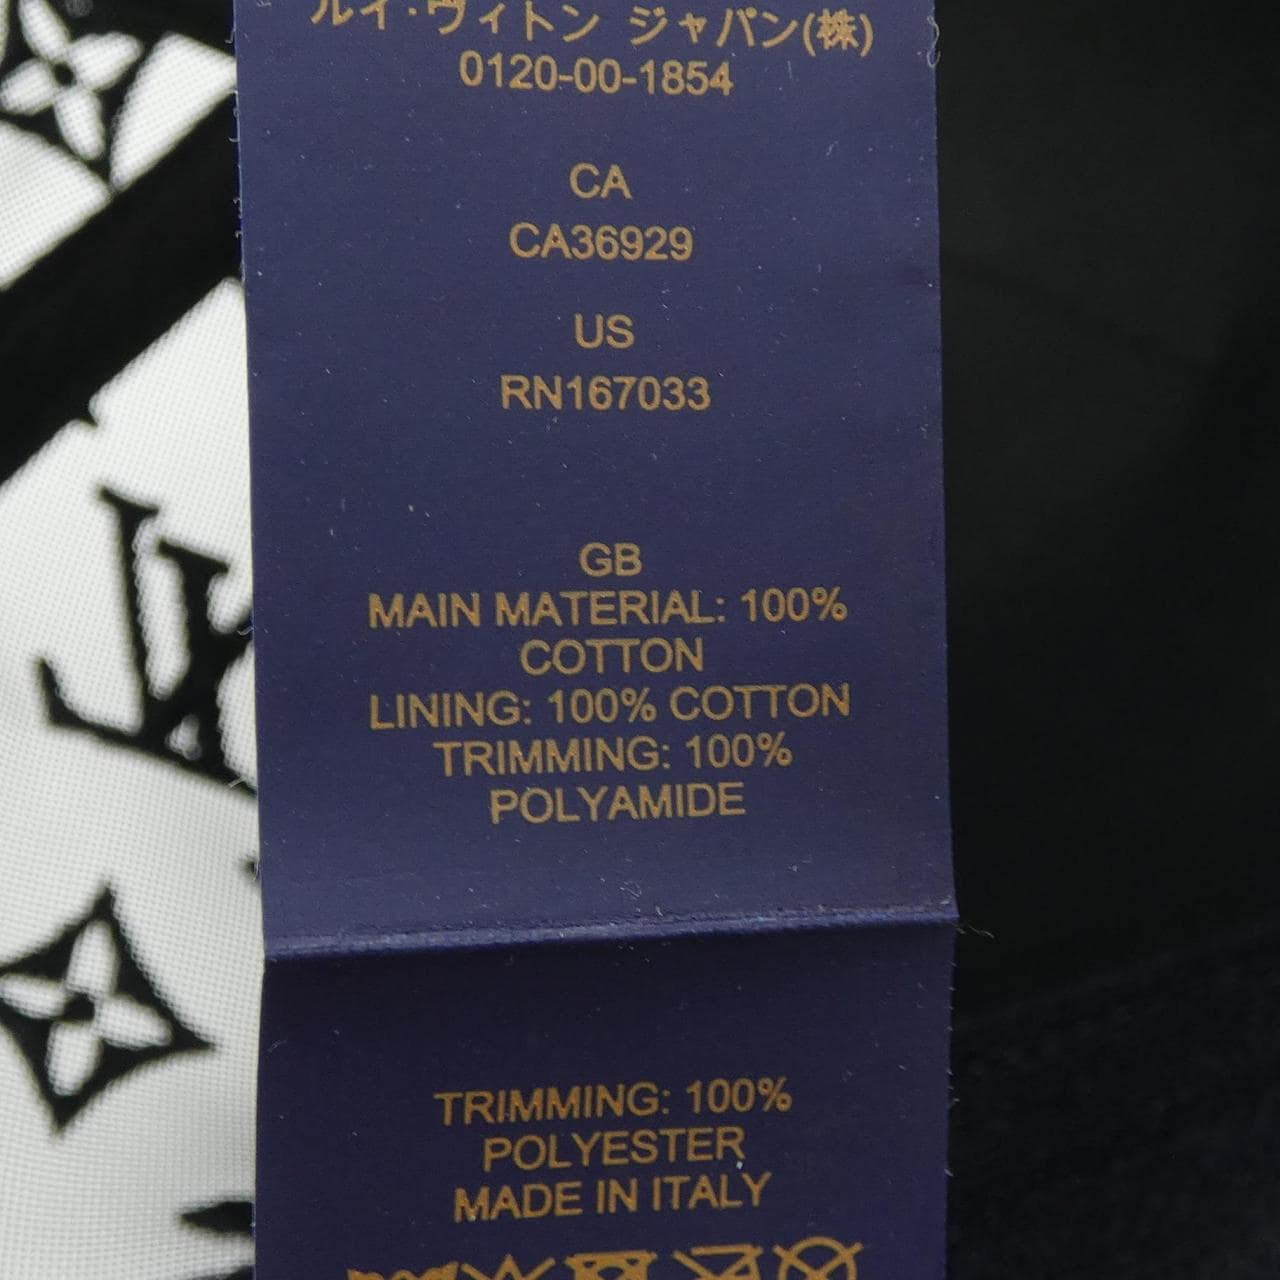 ルイ・ヴィトン ジャパン(株)
0120-00-1854
CA
CA36929
US
RN167033
GB
MAIN MATERIAL: 100%
COTTON
LINING: 100% COTTON
TRIMMING: 100%
POLYAMIDE
TRIMMING: 100%
POLYESTER
MADE IN ITALY
LV